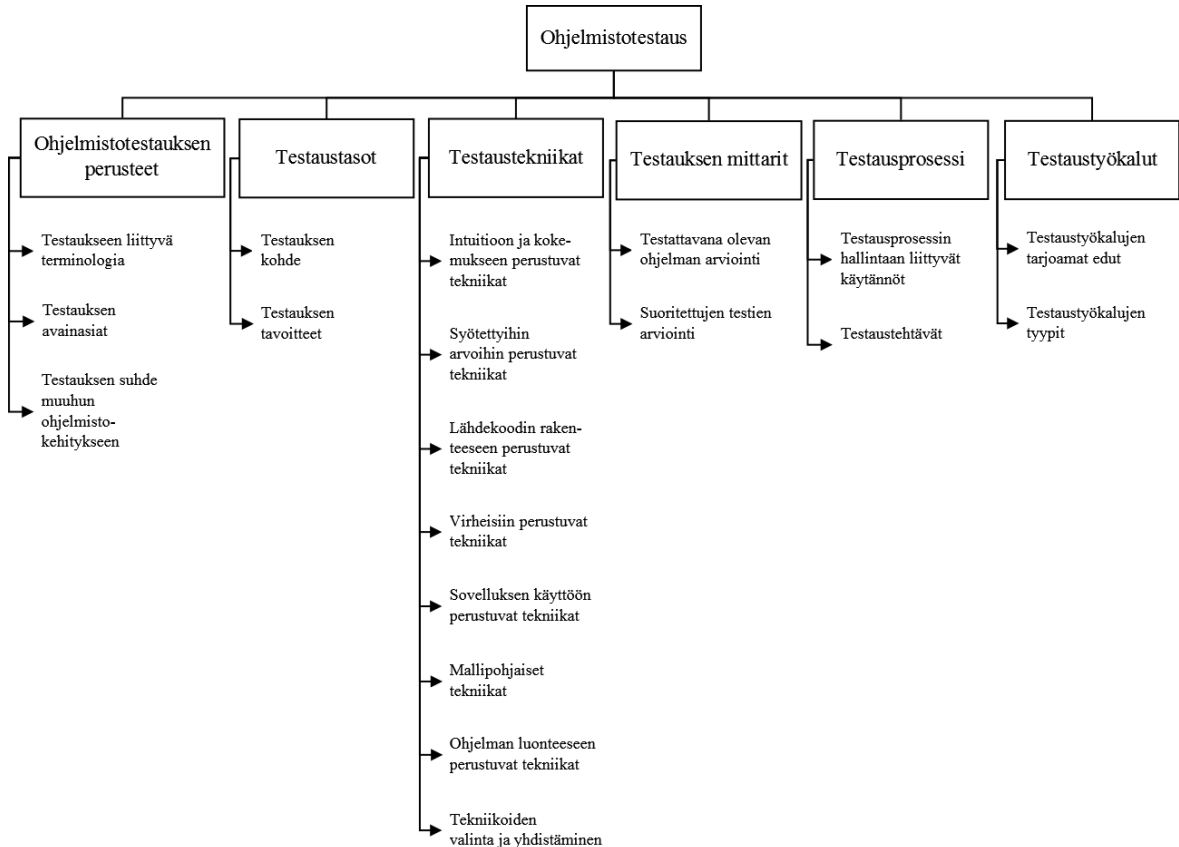 Ohjelmistotestaus
Ohjelmistotestauksen
perusteet
Testaukseen liittyvä
terminologia
Testauksen
avainasiat
Testauksen suhde
muuhun
ohjelmisto-
kehitykseen
Testaustasot
Testauksen
kohde
Testauksen
tavoitteet
Testaustekniikat
Intuitioon ja koke-
mukseen perustuvat
tekniikat
Syötettyihin
arvoihin perustuvat
tekniikat
Lähdekoodin raken-
teeseen perustuvat
tekniikat
Virheisiin perustuvat
tekniikat
Sovelluksen käyttöön
perustuvat tekniikat
Mallipohjaiset
tekniikat
Ohjelman luonteeseen
perustuvat tekniikat
Tekniikoiden
valinta ja yhdistäminen
Testauksen mittarit
Testattavana olevan
ohjelman arviointi
Suoritettujen testien
arviointi
Testausprosessi
Testausprosessin
hallintaan liittyvät
käytännöt
Testaustehtävät
Testaustyökalut
Testaustyökalujen
tarjoamat edut
Testaustyökalujen
tyypit